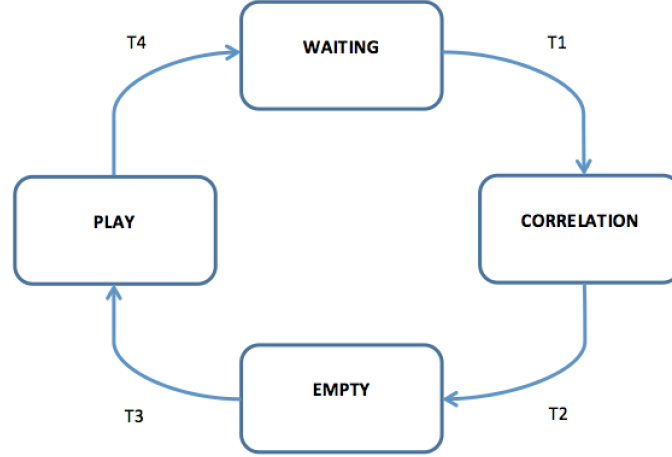 T4
WAITING
T1
PLAY
CORRELATION
T3
EMPTY
T2